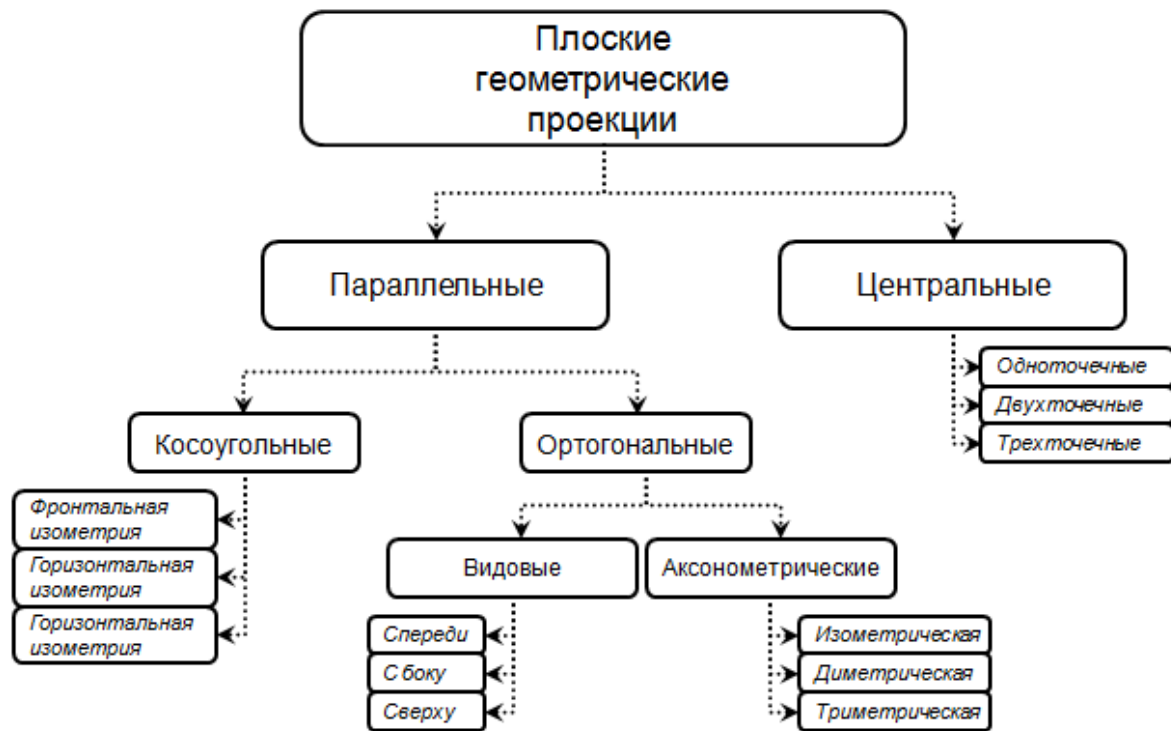 Плоские
геометрические
проекции
Параллельные
Центральные
Одноточечные
Двухточечные
Трехточечные
Косоугольные
Ортогональные
Фронтальная
изометрия
Горизонтальная
изометрия
Горизонтальная
изометрия
Видовые
Аксонометрические
Спереди
С боку
Сверху
Изометрическая
Диметрическая
Триметрическая